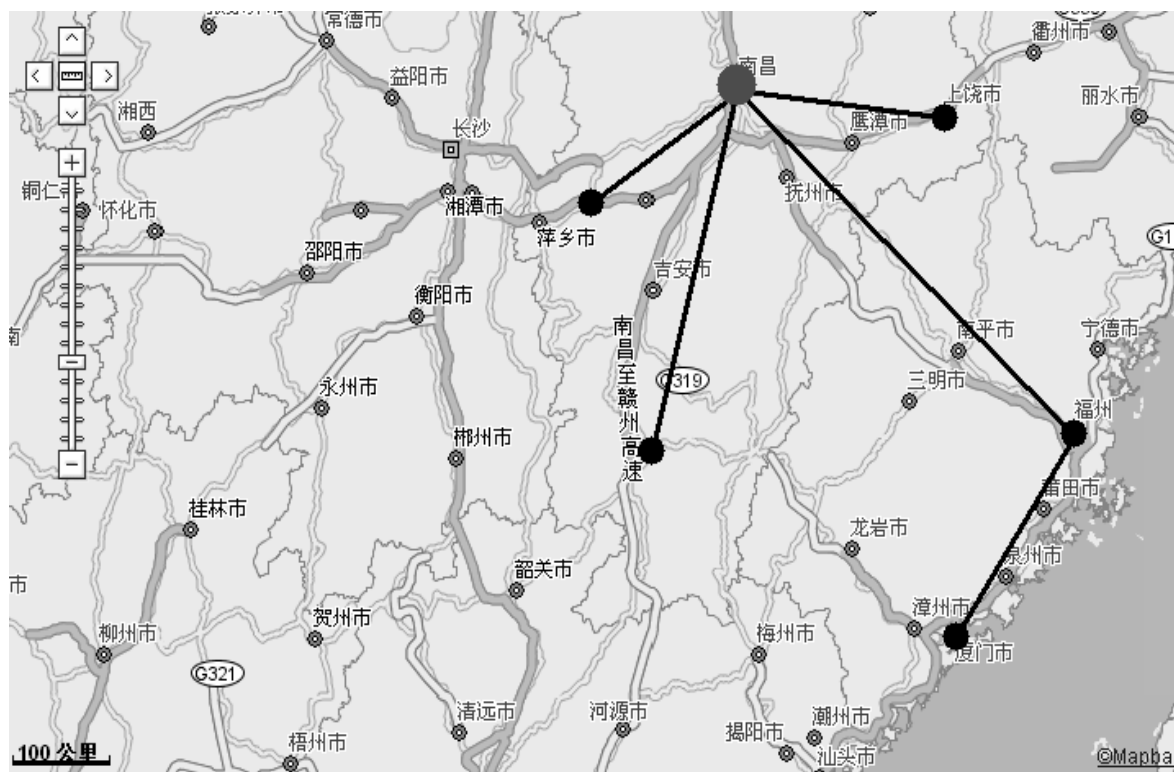 常德市
益阳市
湘西
长沙
南昌
衢州市
上饶市
丽水市
鹰潭市
铜仁
怀化市
湘潭市
抚州市
萍乡市
G1
邵阳市
吉安市
衡阳市
南
南昌至赣州高速
南平市
宁德市
G319
三明市
永州市
福州
郴州市
莆田市
桂林市
龙岩市
泉州市
韶关市
市
贺州市
漳州市
柳州市
梅州市
厦门市
G321
清远市
河源市
潮州市
揭阳市
梧州市
汕头市
100 公里
©Mapba